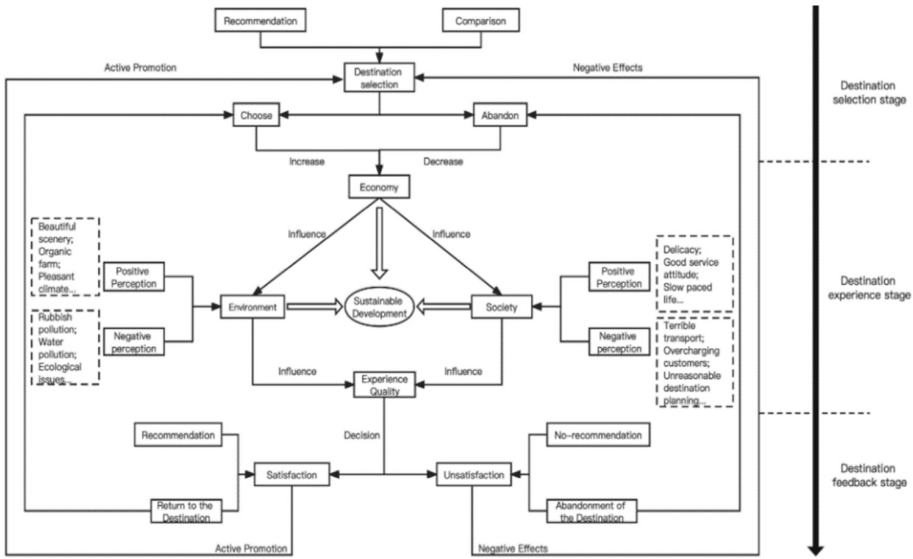 Recommendation
Comparison
Active Promotion
Negative Effects
Destination
selection
Destination
selection stage
Choose
Abandon
Increase
Decrease
Economy
Influence
Influence
Beautiful
scenery;
Organic
farm;
Pleasant
climate...
Positive
Perception
Positive
Perception
Delicacy;
Good service
attitude;
Slow paced
life...
Destination
experience stage
Environment
Sustainable
Development
Society
Rubbish
pollution;
Water
pollution;
Ecological
issues...
Negative
perception
Negative
perception
Terrible
transport;
Overcharging
customers;
Unreasonable
destination
planning...
Influence
Influence
Experience
Quality
Decision
Recommendation
No-recommendation
Satisfaction
Unsatisfaction
Destination
feedback stage
Return to the
Destination
Abandonment of
the Destination
Active Promotion
Negative Effects